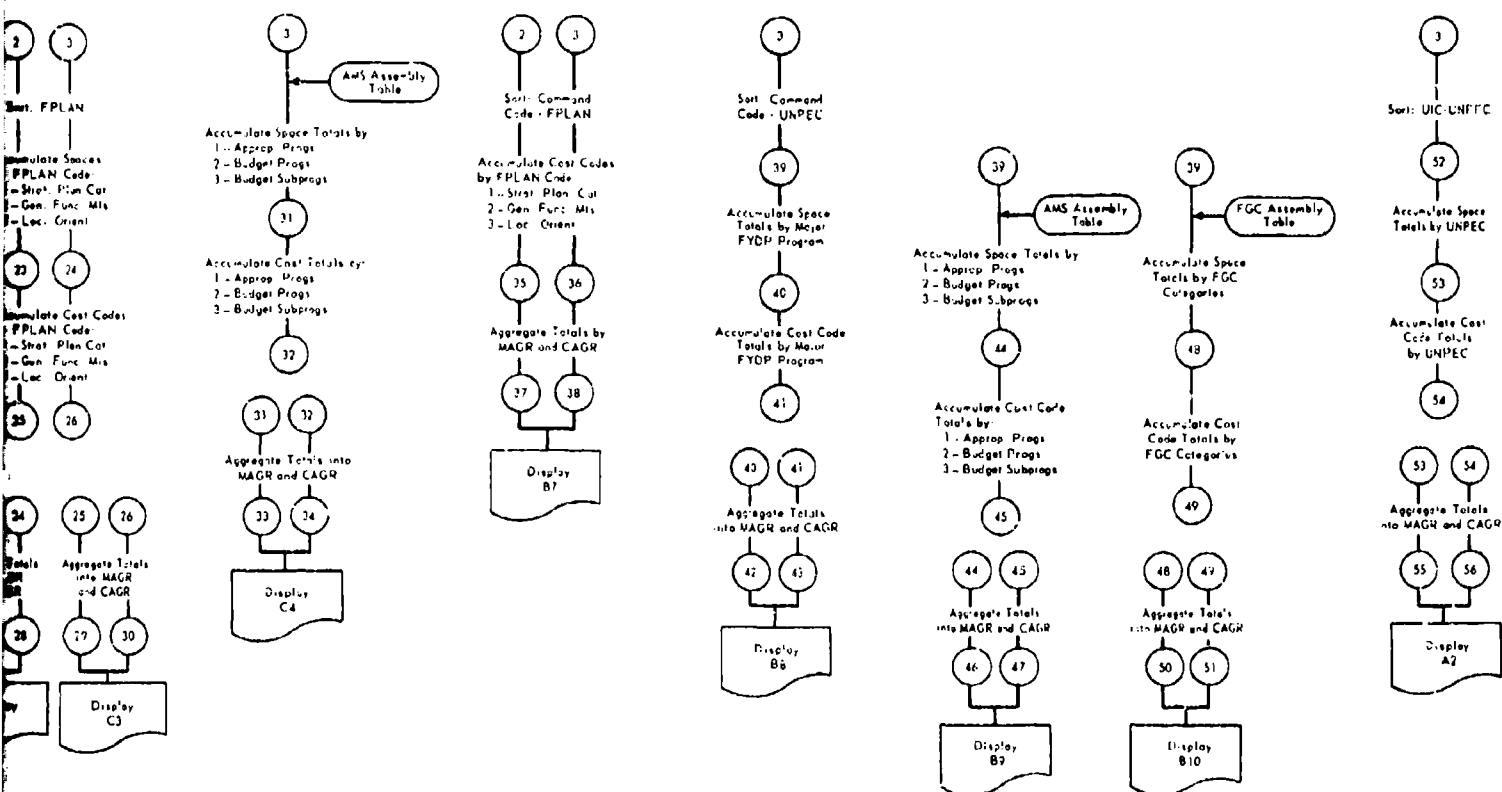 2 3
FPLAN
Spaces
FPLAN Code
Strat. Plan Cat
Gen. Func. Mis
Loc. Orient
23 24
Cost Codes
FPLAN Code
Strat. Plan Cat
Gen. Func. Mis
Loc. Orient
25 26
24 25 26
Totals
Aggregate Totals
into MAGR
and CAGR
28 29 30
Display
C3
3
AMS Assembly
Table
Accumulate Space Totals by
1 - Approp. Progs
2 - Budget Progs
3 - Budget Subprogs
31
Accumulate Cost Totals by:
1 - Approp. Progs
2 - Budget Progs
3 - Budget Subprogs
32
31 32
Aggregate Totals into
MAGR and CAGR
33 34
Display
C4
2 3
Sort: Command
Code - FPLAN
Accumulate Cost Codes
by FPLAN Code
1 - Strat. Plan Cat
2 - Gen Func. Mis
3 - Loc Orient
35 36
Aggregate Totals by
MAGR and CAGR
37 38
Display
B7
3
Sort: Command
Code - UNPEC
39
Accumulate Space
Totals by Major
FYDP Program
40
Accumulate Cost Code
Totals by Major
FYDP Program
41
40 41
Aggregate Totals
into MAGR and CAGR
42 43
Display
B8
39
AMS Assembly
Table
Accumulate Space Totals by
1 - Approp. Progs
2 - Budget Progs
3 - Budget Subprogs
44
Accumulate Cost Code
Totals by:
1 - Approp Progs
2 - Budget Progs
3 - Budget Subprogs
45
44 45
Aggregate Totals
into MAGR and CAGR
46 47
Display
B9
39
FGC Assembly
Table
Accumulate Space
Totals by FGC
Categories
48
Accumulate Cost
Code Totals by
FGC Categories
49
48 49
Aggregate Totals
into MAGR and CAGR
50 51
Display
B10
3
Sort: UIC-UNPEC
52
Accumulate Space
Totals by UNPEC
53
Accumulate Cost
Code Totals
by UNPEC
54
53 54
Aggregate Totals
into MAGR and CAGR
55 56
Display
A2